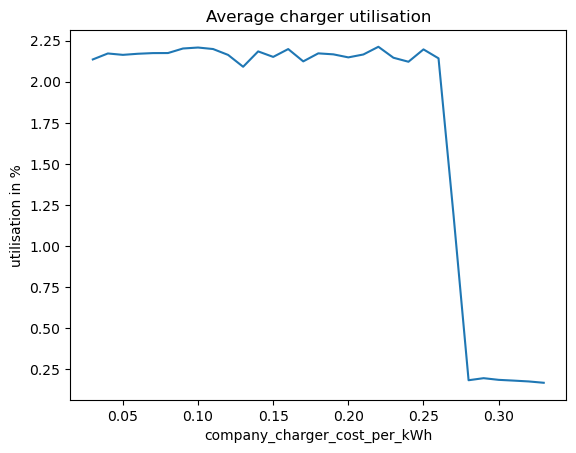 Average charger utilisation
utilisation in %
2.25
2.00
1.75
1.50
1.25
1.00
0.75
0.50
0.25
0.05 0.10 0.15 0.20 0.25 0.30
company_charger_cost_per_kWh